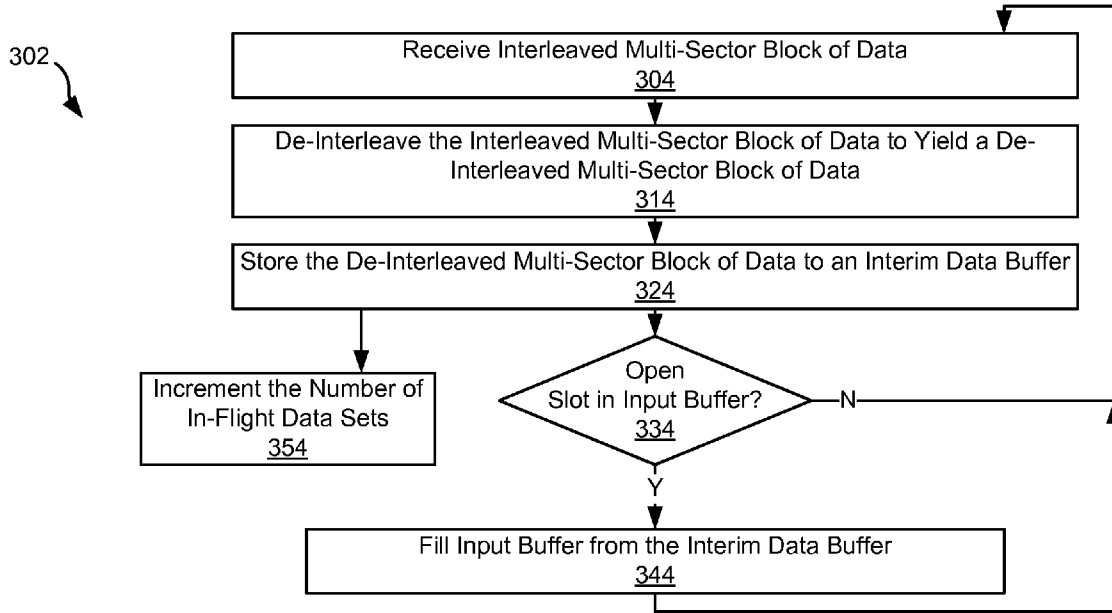 302
Receive Interleaved Multi-Sector Block of Data
304
De-Interleave the Interleaved Multi-Sector Block of Data to Yield a De-
Interleaved Multi-Sector Block of Data
314
Store the De-Interleaved Multi-Sector Block of Data to an Interim Data Buffer
324
Increment the Number of
In-Flight Data Sets
354
Open
Slot in Input Buffer?
334
N
Y
Fill Input Buffer from the Interim Data Buffer
344